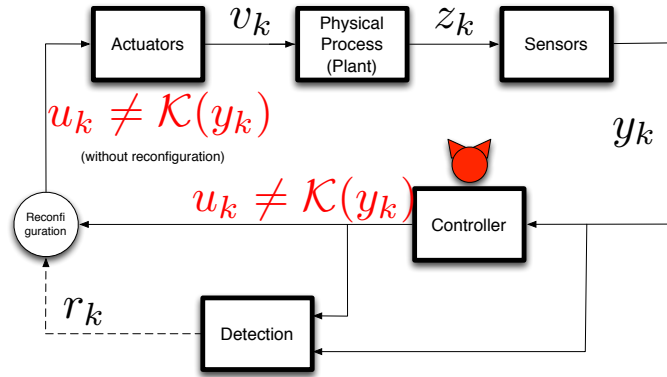 Actuators
v_k
Physical
Process
(Plant)
z_k
Sensors
u_k ≠ 𝒦(y_k)
(without reconfiguration)
y_k
Reconfi
guration
u_k ≠ 𝒦(y_k)
Controller
r_k
Detection